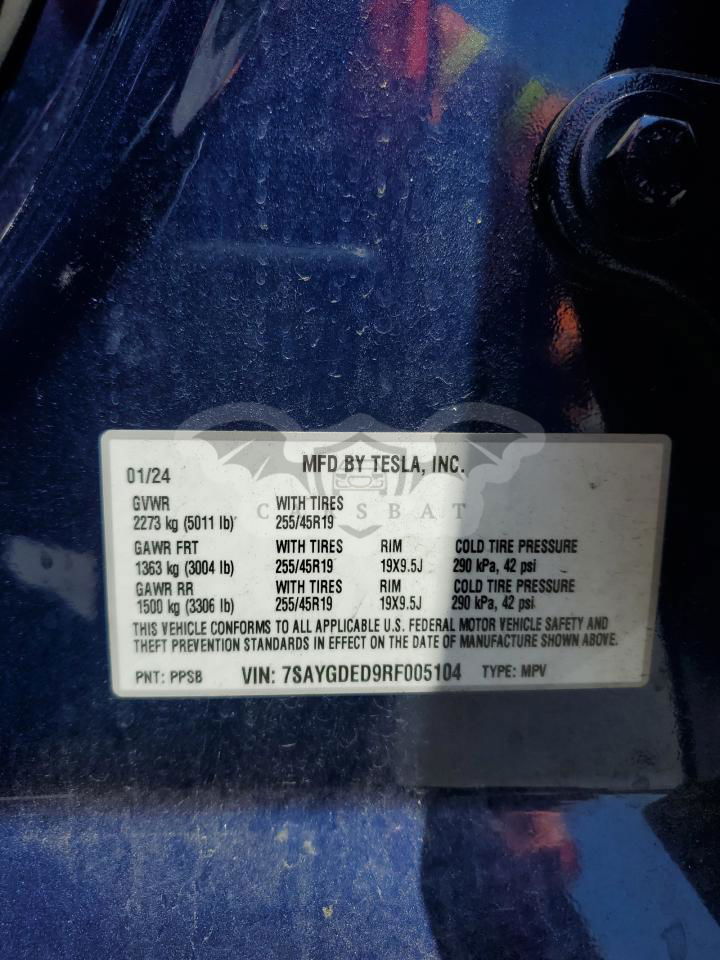 MFD BY TESLA, INC.
01/24
GVWR WITH TIRES
2273 kg (5011 lb) 255/45R19
GAWR FRT WITH TIRES RIM COLD TIRE PRESSURE
1363 kg (3004 lb) 255/45R19 19X9.5J 290 kPa, 42 psi
GAWR RR WITH TIRES RIM COLD TIRE PRESSURE
1500 kg (3306 lb) 255/45R19 19X9.5J 290 kPa, 42 psi
THIS VEHICLE CONFORMS TO ALL APPLICABLE U.S. FEDERAL MOTOR VEHICLE SAFETY AND
THEFT PREVENTION STANDARDS IN EFFECT ON THE DATE OF MANUFACTURE SHOWN ABOVE.
PNT: PPSB VIN: 7SAYGDED9RF005104 TYPE: MPV